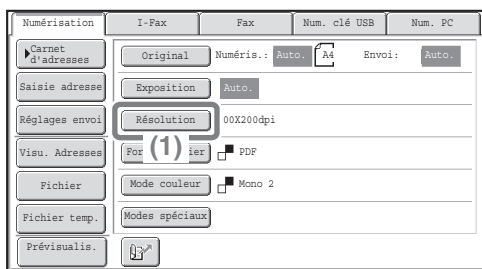 Numérisation I-Fax Fax Num. clé USB Num. PC
Carnet d'adresses
Original Numéris.: Auto. A4 Envoi: Auto.
Saisie adresse Exposition Auto.
Réglages envoi Résolution 00X200dpi
(1)
Visu. Adresses For ier PDF
Fichier Mode couleur Mono 2
Fichier temp. Modes spéciaux
Prévisualis.